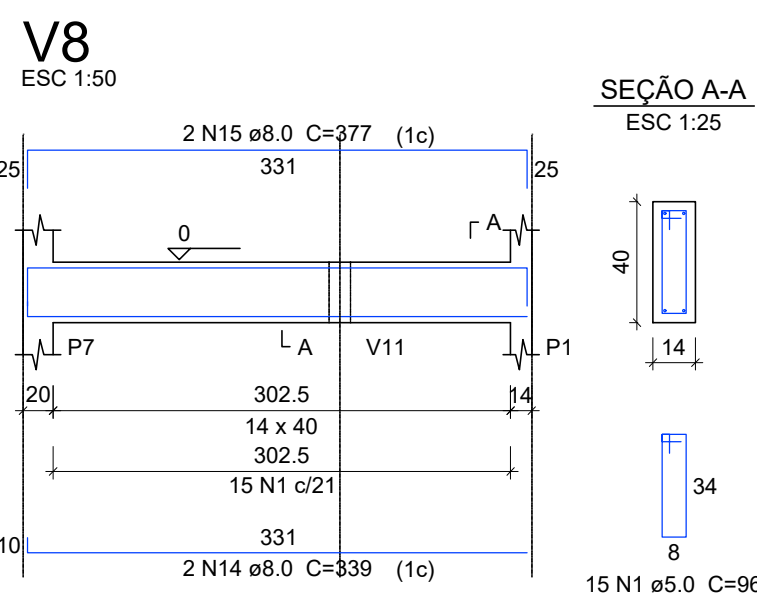 V8
ESC 1:50
SEÇÃO A-A
ESC 1:25
2 N15 ø8.0 C=377 (1c)
25
331
25
0
A
A
P7
V11
P1
40
14
20
302.5
14
14 x 40
302.5
15 N1 c/21
34
8
10
331
2 N14 ø8.0 C=339 (1c)
15 N1 ø5.0 C=96